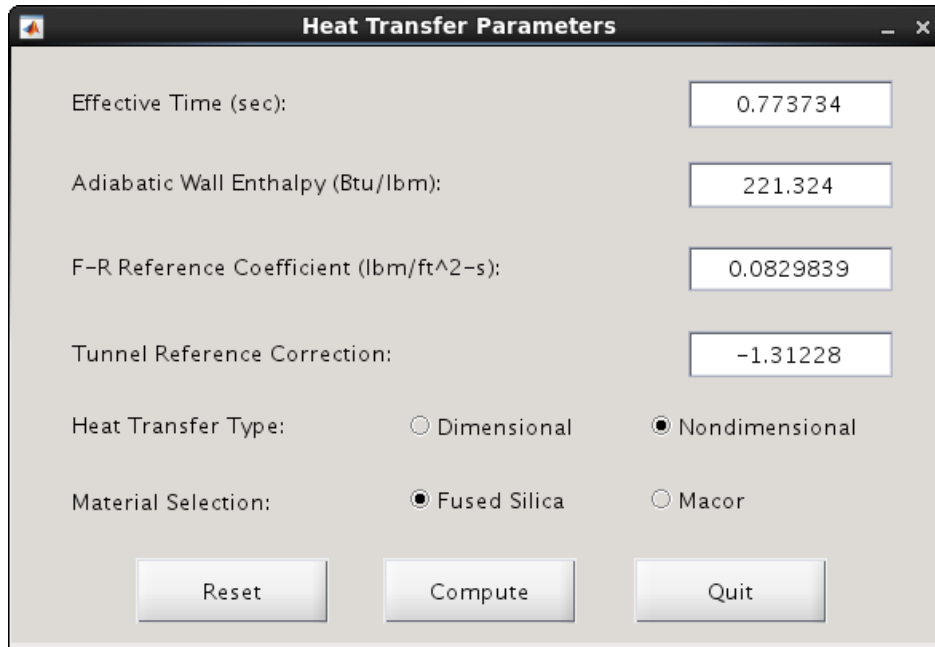 Heat Transfer Parameters
Effective Time (sec): 0.773734
Adiabatic Wall Enthalpy (Btu/lbm): 221.324
F-R Reference Coefficient (lbm/ft^2-s): 0.0829839
Tunnel Reference Correction: -1.31228
Heat Transfer Type: Dimensional Nondimensional
Material Selection: Fused Silica Macor
Reset Compute Quit